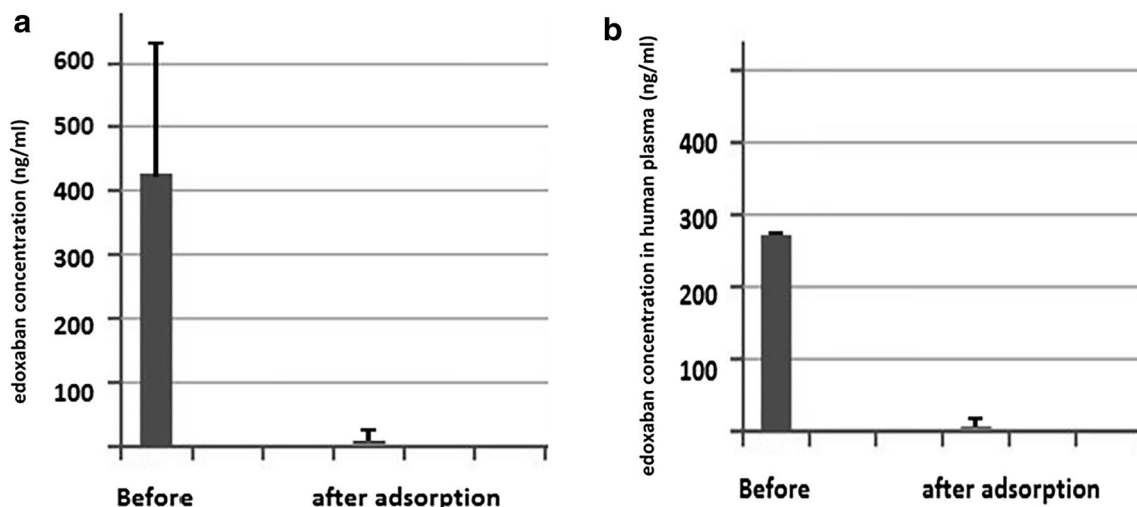 a
edoxaban concentration (ng/ml)
600
500
400
300
200
100
Before
after adsorption
b
edoxaban concentration in human plasma (ng/ml)
400
300
200
100
Before
after adsorption